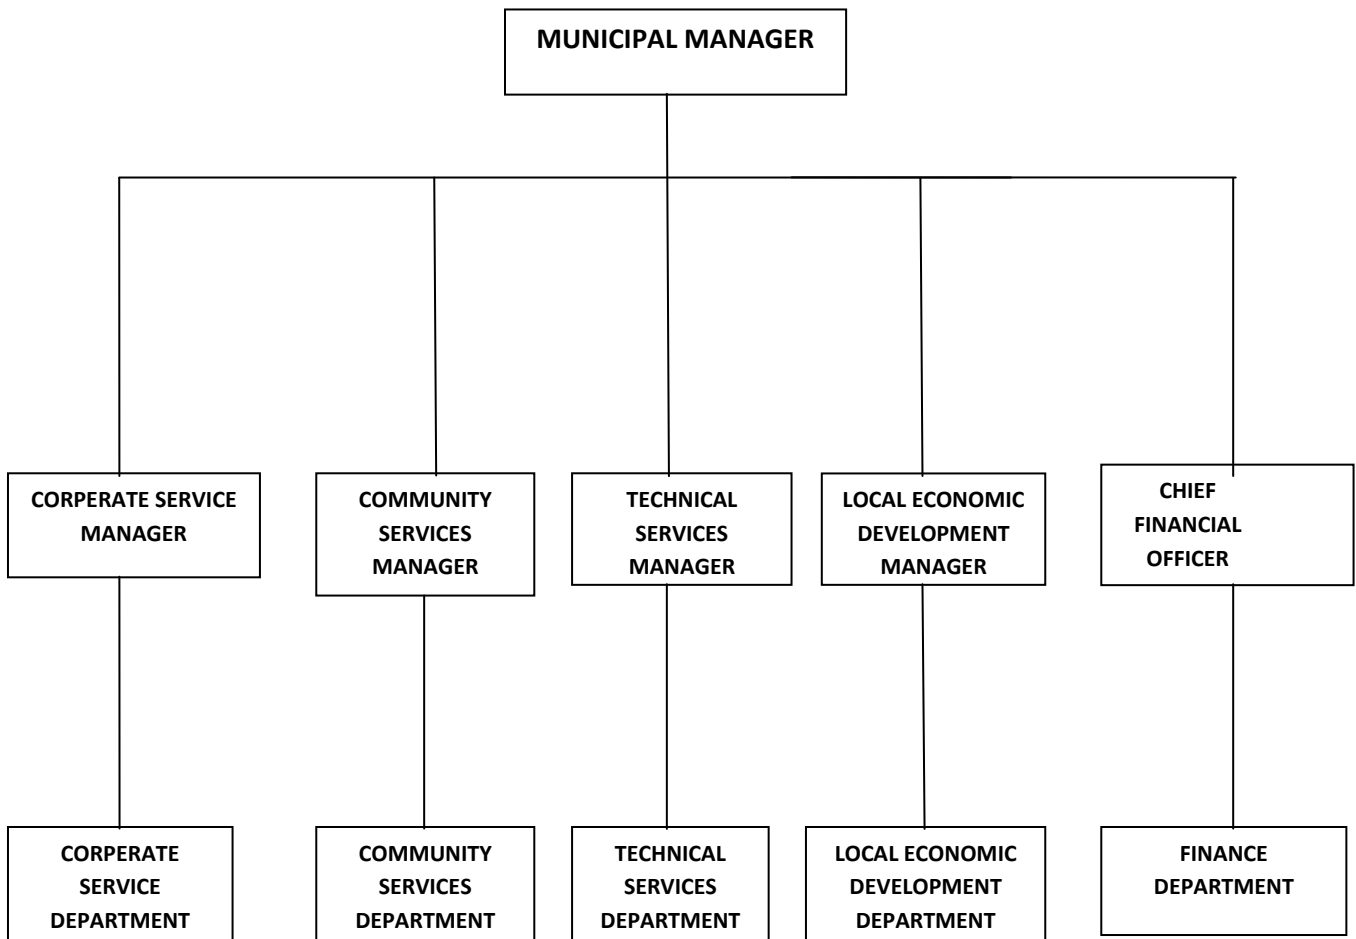 MUNICIPAL MANAGER
CORPERATE SERVICE
MANAGER
COMMUNITY
SERVICES
MANAGER
TECHNICAL
SERVICES
MANAGER
LOCAL ECONOMIC
DEVELOPMENT
MANAGER
CHIEF
FINANCIAL
OFFICER
CORPERATE
SERVICE
DEPARTMENT
COMMUNITY
SERVICES
DEPARTMENT
TECHNICAL
SERVICES
DEPARTMENT
LOCAL ECONOMIC
DEVELOPMENT
DEPARTMENT
FINANCE
DEPARTMENT